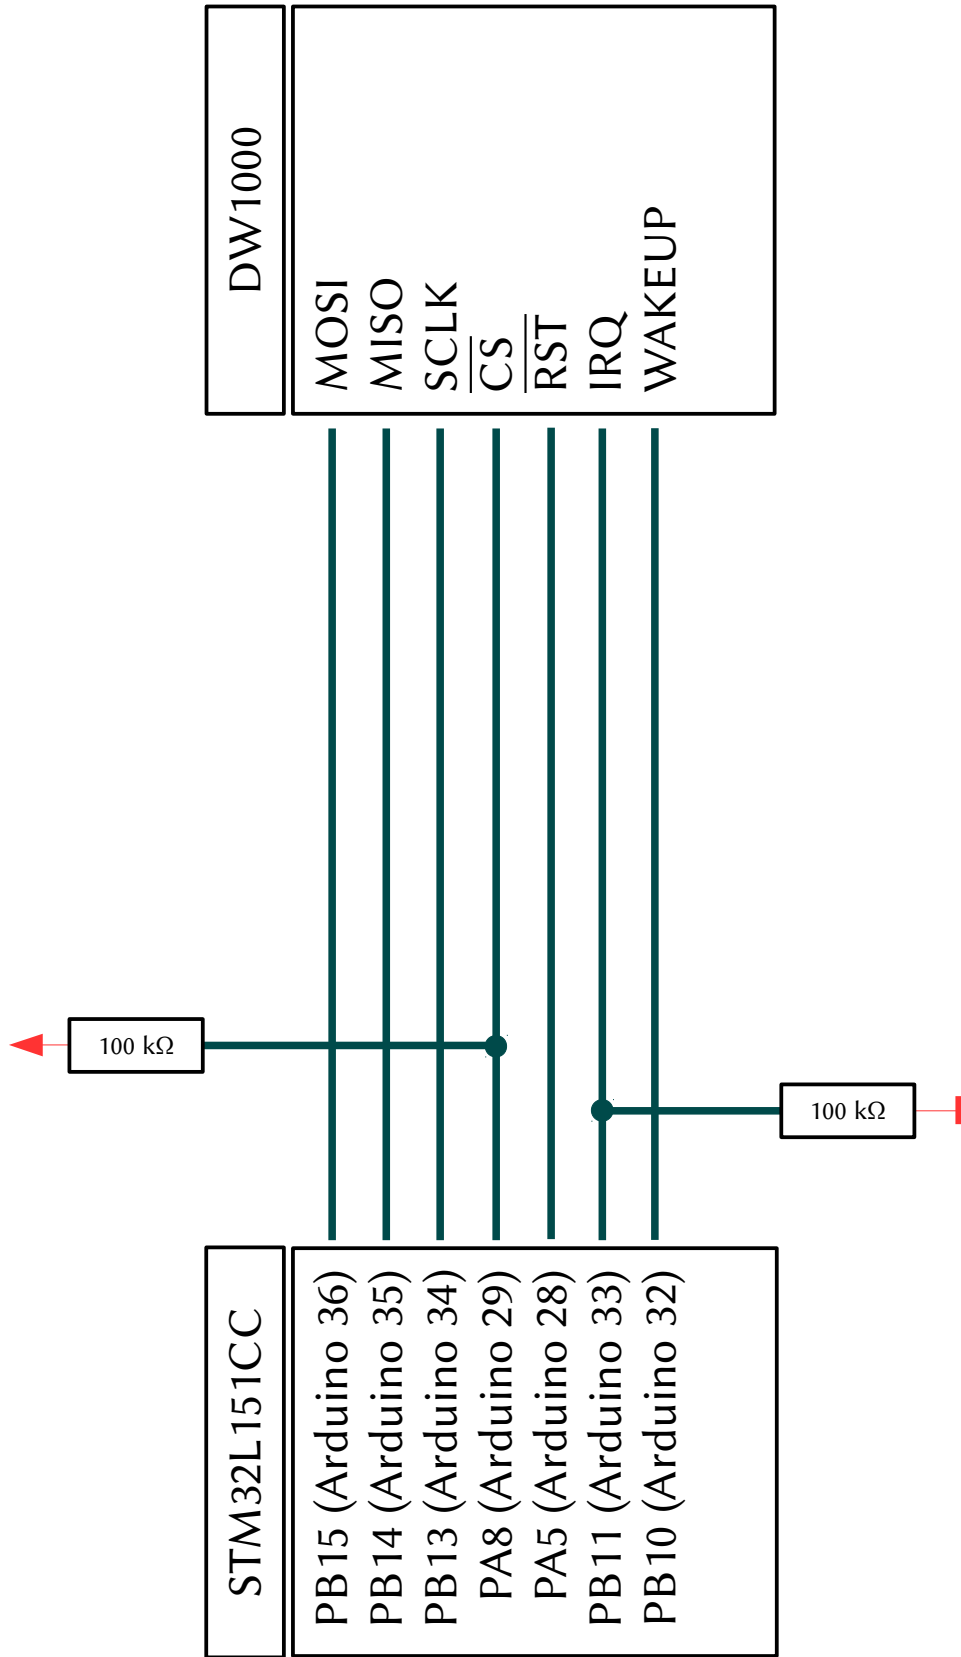 STM32L151CC
PB15 (Arduino 36)
PB14 (Arduino 35)
PB13 (Arduino 34)
PA8 (Arduino 29)
PA5 (Arduino 28)
PB11 (Arduino 33)
PB10 (Arduino 32)
100 kΩ
100 kΩ
DW1000
MOSI
MISO
SCLK
CS
RST
IRQ
WAKEUP